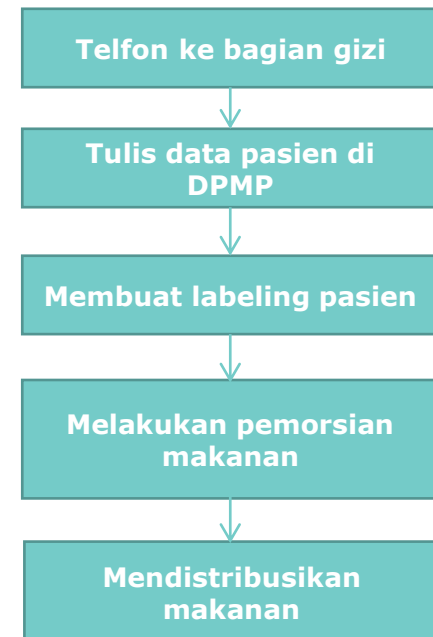 Telfon ke bagian gizi
Tulis data pasien di
DPMP
Membuat labeling pasien
Melakukan pemorsian
makanan
Mendistribusikan
makanan